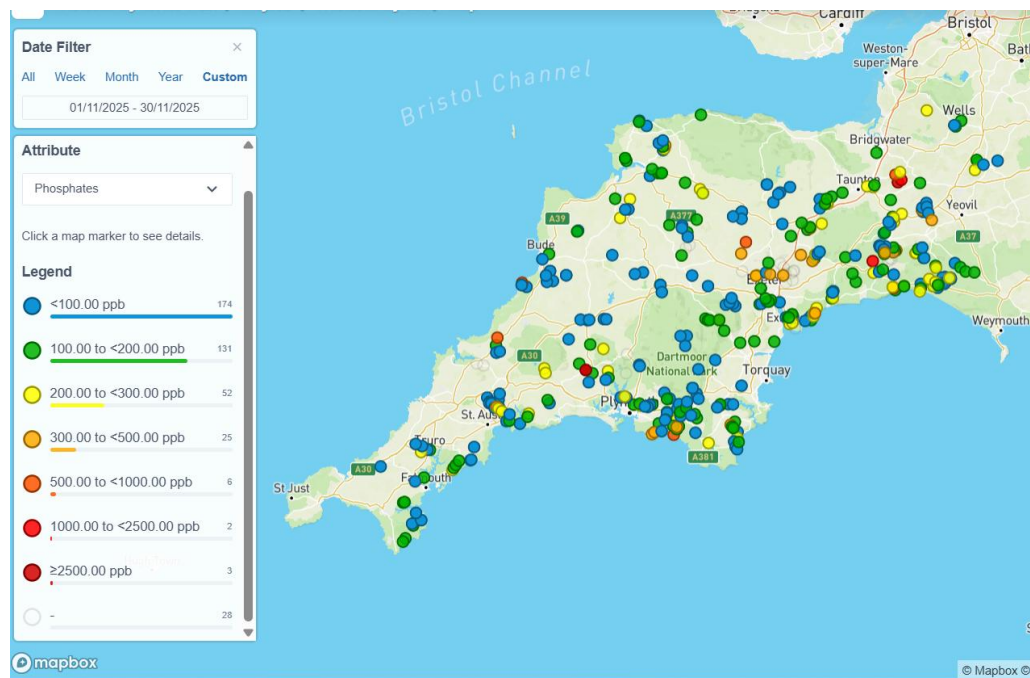 Date Filter
×
All Week Month Year Custom
01/11/2025 - 30/11/2025
Attribute
Phosphates
Click a map marker to see details.
Legend
<100.00 ppb 174
100.00 to <200.00 ppb 131
200.00 to <300.00 ppb 52
300.00 to <500.00 ppb 25
500.00 to <1000.00 ppb 6
1000.00 to <2500.00 ppb 2
≥2500.00 ppb 3
- 28
mapbox
Bristol Channel
Cardiff
Bristol
Weston-
super-Mare
Wells
Bridgwater
Taunton
Yeovil
A39
A377
A37
Bude
Exeter
Weymouth
A30
Dartmoor
National Park
Torquay
Plymouth
St. Aus
Truro
A30
A381
St Just
Falmouth
© Mapbox ©